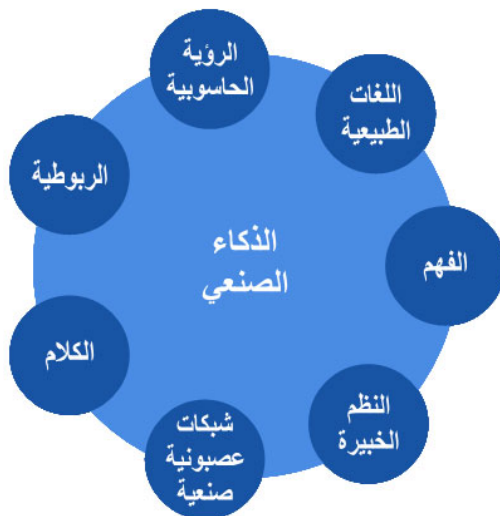 الرؤية
الحاسوبية
اللغات
الطبيعية
الفهم
النظم
الخبيرة
شبكات
عصبونية
صنعية
الكلام
الربوطية
الذكاء
الصنعي